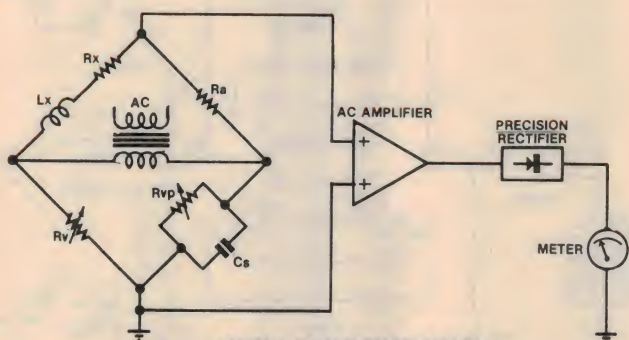 Rx
Lx
AC
Ra
AC AMPLIFIER
PRECISION
RECTIFIER
+
+
Rvp
Rv
Cs
METER